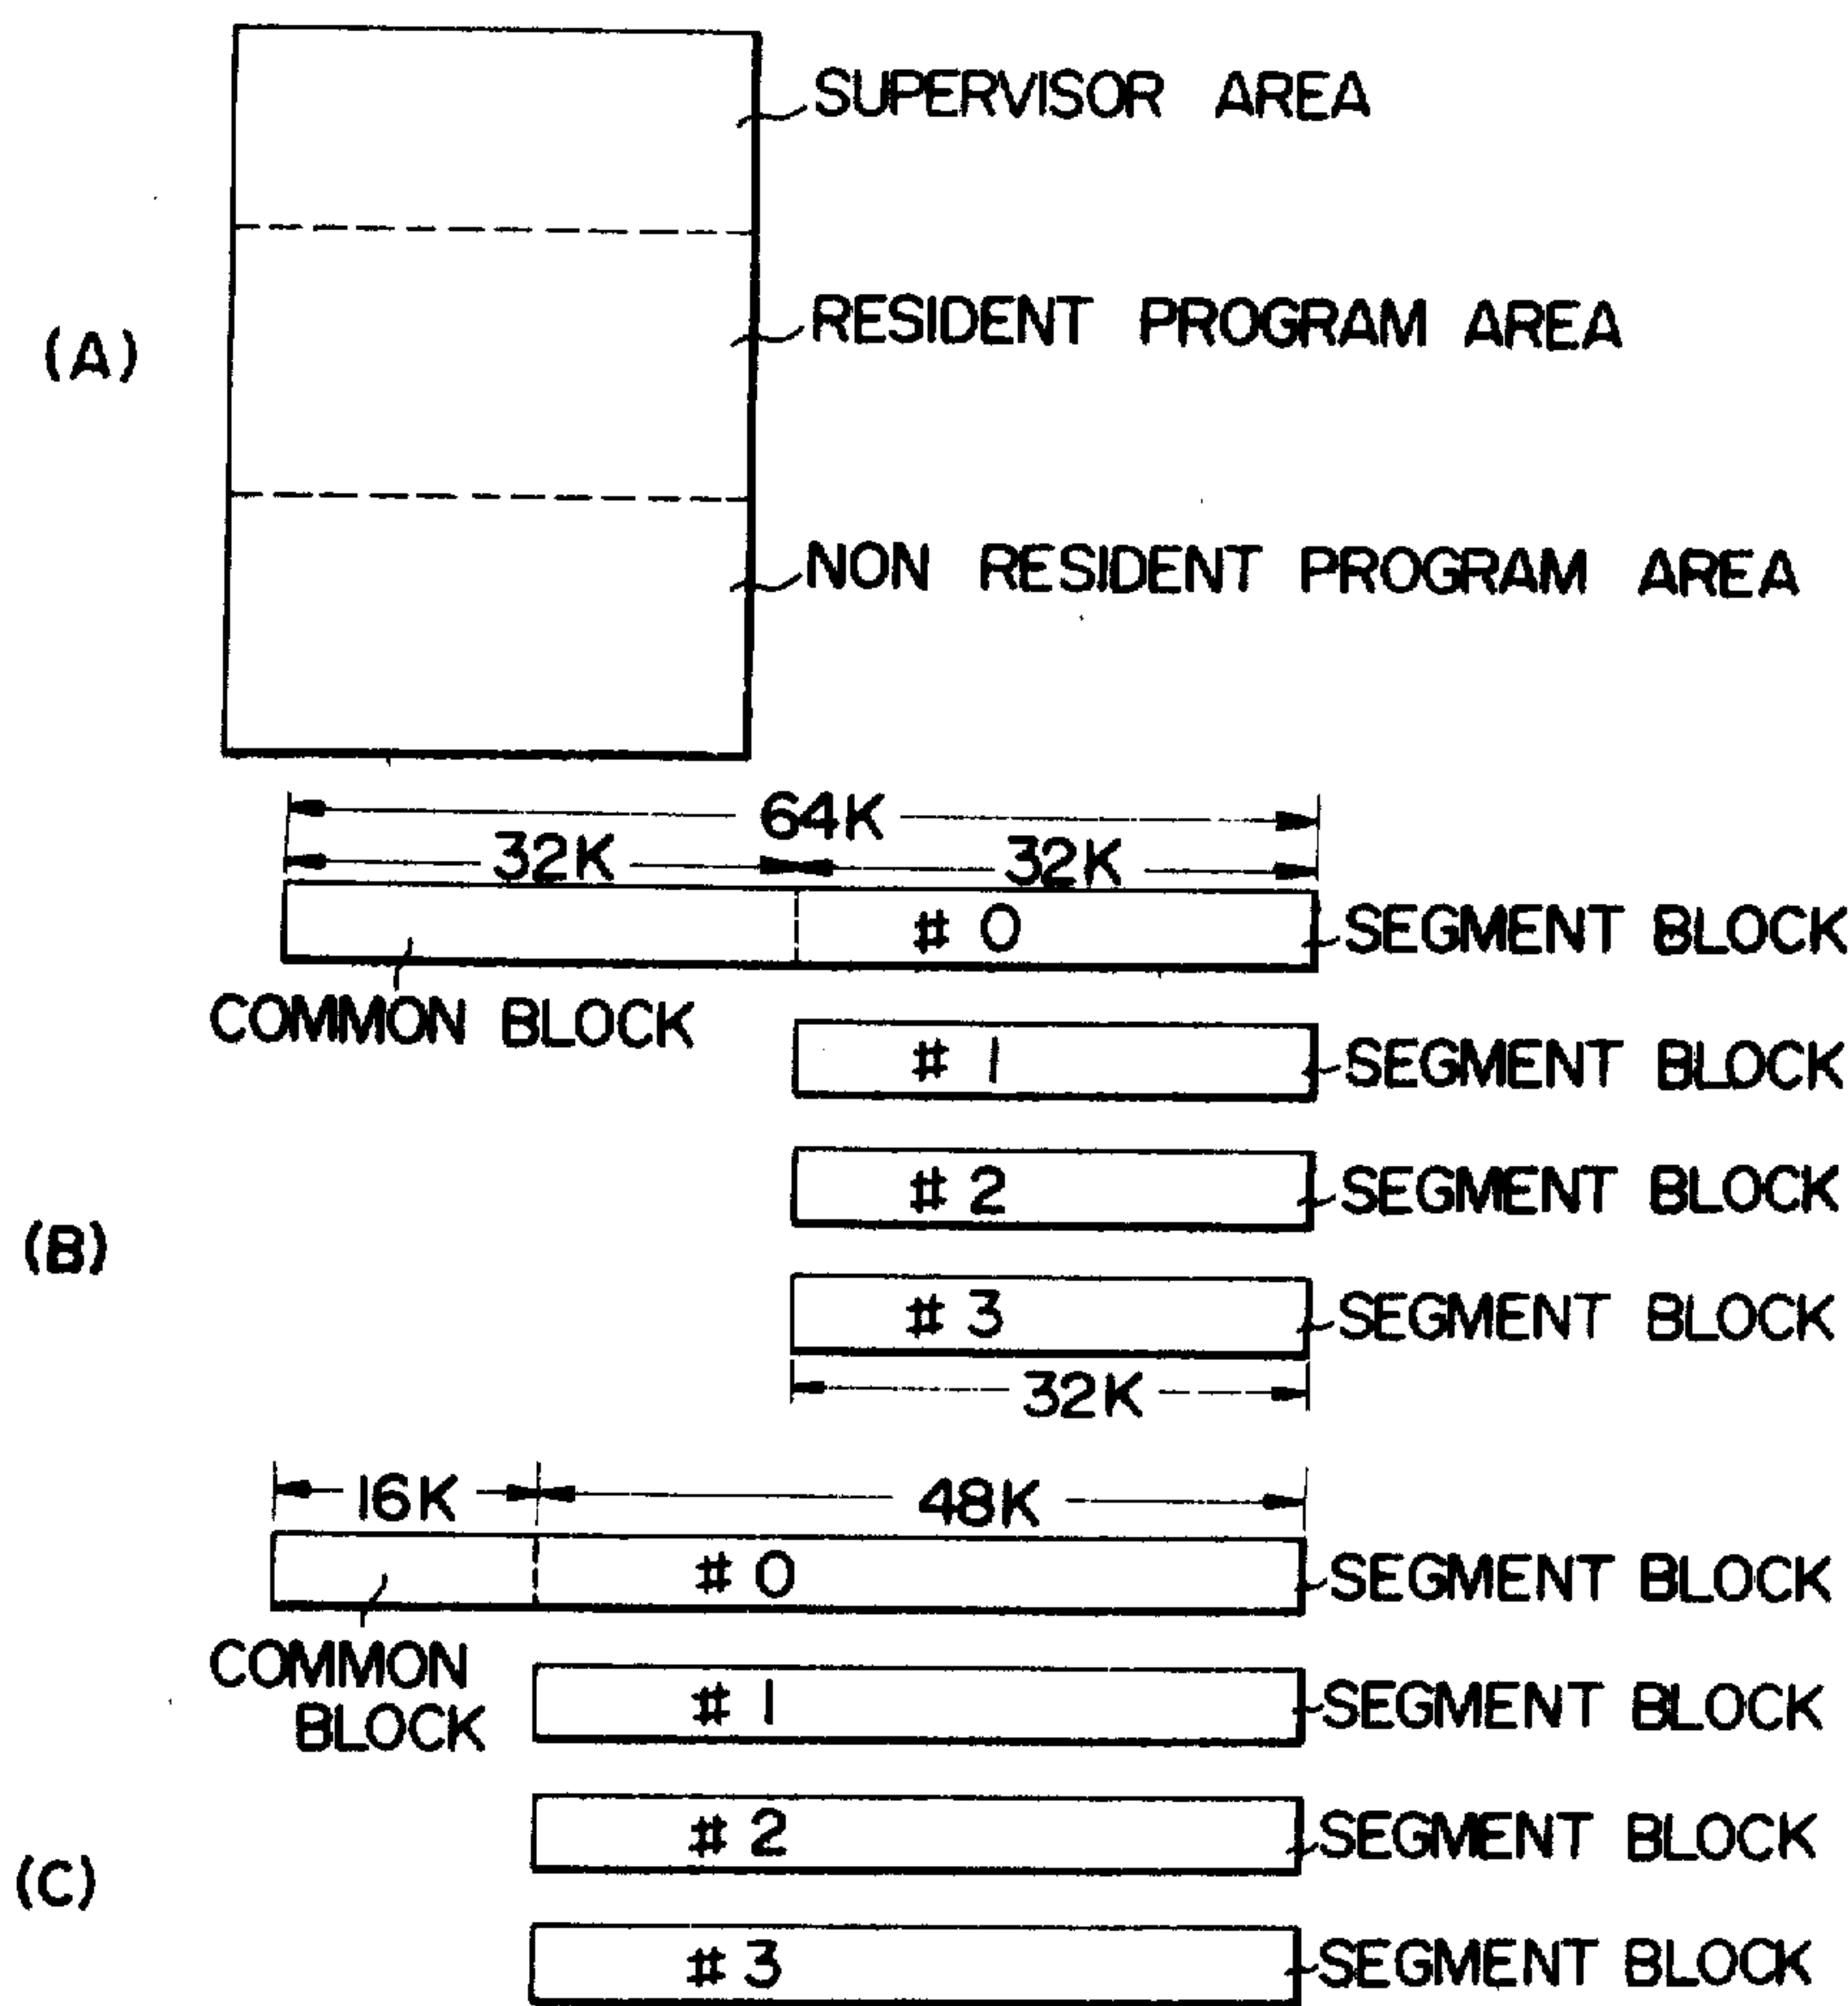 SUPERVISOR AREA
(A)
RESIDENT PROGRAM AREA
NON RESIDENT PROGRAM AREA
64K
32K 32K
# 0 SEGMENT BLOCK
COMMON BLOCK
# 1 SEGMENT BLOCK
# 2 SEGMENT BLOCK
(B)
# 3 SEGMENT BLOCK
32K
16K 48K
# 0 SEGMENT BLOCK
COMMON
BLOCK
# 1 SEGMENT BLOCK
# 2 SEGMENT BLOCK
(C)
# 3 SEGMENT BLOCK